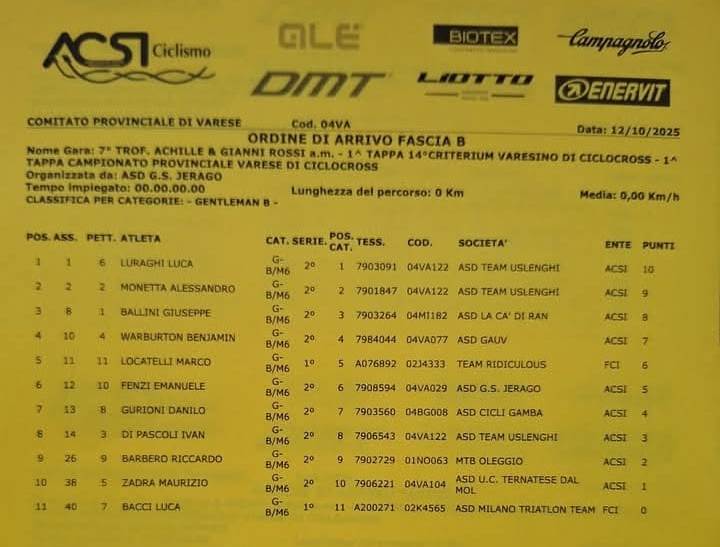 ACSI Ciclismo
ALÉ
BIOTEX
Campagnolo
DMT
LIOTTO
ENERVIT
COMITATO PROVINCIALE DI VARESE Cod. 04VA Data: 12/10/2025
ORDINE DI ARRIVO FASCIA B
Nome Gara: 7° TROF. ACHILLE & GIANNI ROSSI a.m. - 1^ TAPPA 14°CRITERIUM VARESINO DI CICLOCROSS - 1^
TAPPA CAMPIONATO PROVINCIALE VARESE DI CICLOCROSS
Organizzata da: ASD G.S. JERAGO
Tempo impiegato: 00.00.00.00 Lunghezza del percorso: 0 Km Media: 0,00 Km/h
CLASSIFICA PER CATEGORIE: - GENTLEMAN B -
POS. ASS. PETT. ATLETA CAT. SERIE. POS. CAT. TESS. COD. SOCIETA' ENTE PUNTI
1 1 6 LURAGHI LUCA G-B/M6 2° 1 7903091 04VA122 ASD TEAM USLENGHI ACSI 10
2 2 2 MONETTA ALESSANDRO G-B/M6 2° 2 7901847 04VA122 ASD TEAM USLENGHI ACSI 9
3 8 1 BALLINI GIUSEPPE G-B/M6 2° 3 7903264 04MI182 ASD LA CA' DI RAN ACSI 8
4 10 4 WARBURTON BENJAMIN G-B/M6 2° 4 7984044 04VA077 ASD GAUV ACSI 7
5 11 11 LOCATELLI MARCO G-B/M6 1° 5 A076892 02J4333 TEAM RIDICULOUS FCI 6
6 12 10 FENZI EMANUELE G-B/M6 2° 6 7908594 04VA029 ASD G.S. JERAGO ACSI 5
7 13 8 GURIONI DANILO G-B/M6 2° 7 7903560 04BG008 ASD CICLI GAMBA ACSI 4
8 14 3 DI PASCOLI IVAN G-B/M6 2° 8 7906543 04VA122 ASD TEAM USLENGHI ACSI 3
9 26 9 BARBERO RICCARDO G-B/M6 2° 9 7902729 01NO063 MTB OLEGGIO ACSI 2
10 38 5 ZADRA MAURIZIO G-B/M6 2° 10 7906221 04VA104 ASD U.C. TERNATESE DAL MOL ACSI 1
11 40 7 BACCI LUCA G-B/M6 1° 11 A200271 02K4565 ASD MILANO TRIATLON TEAM FCI 0